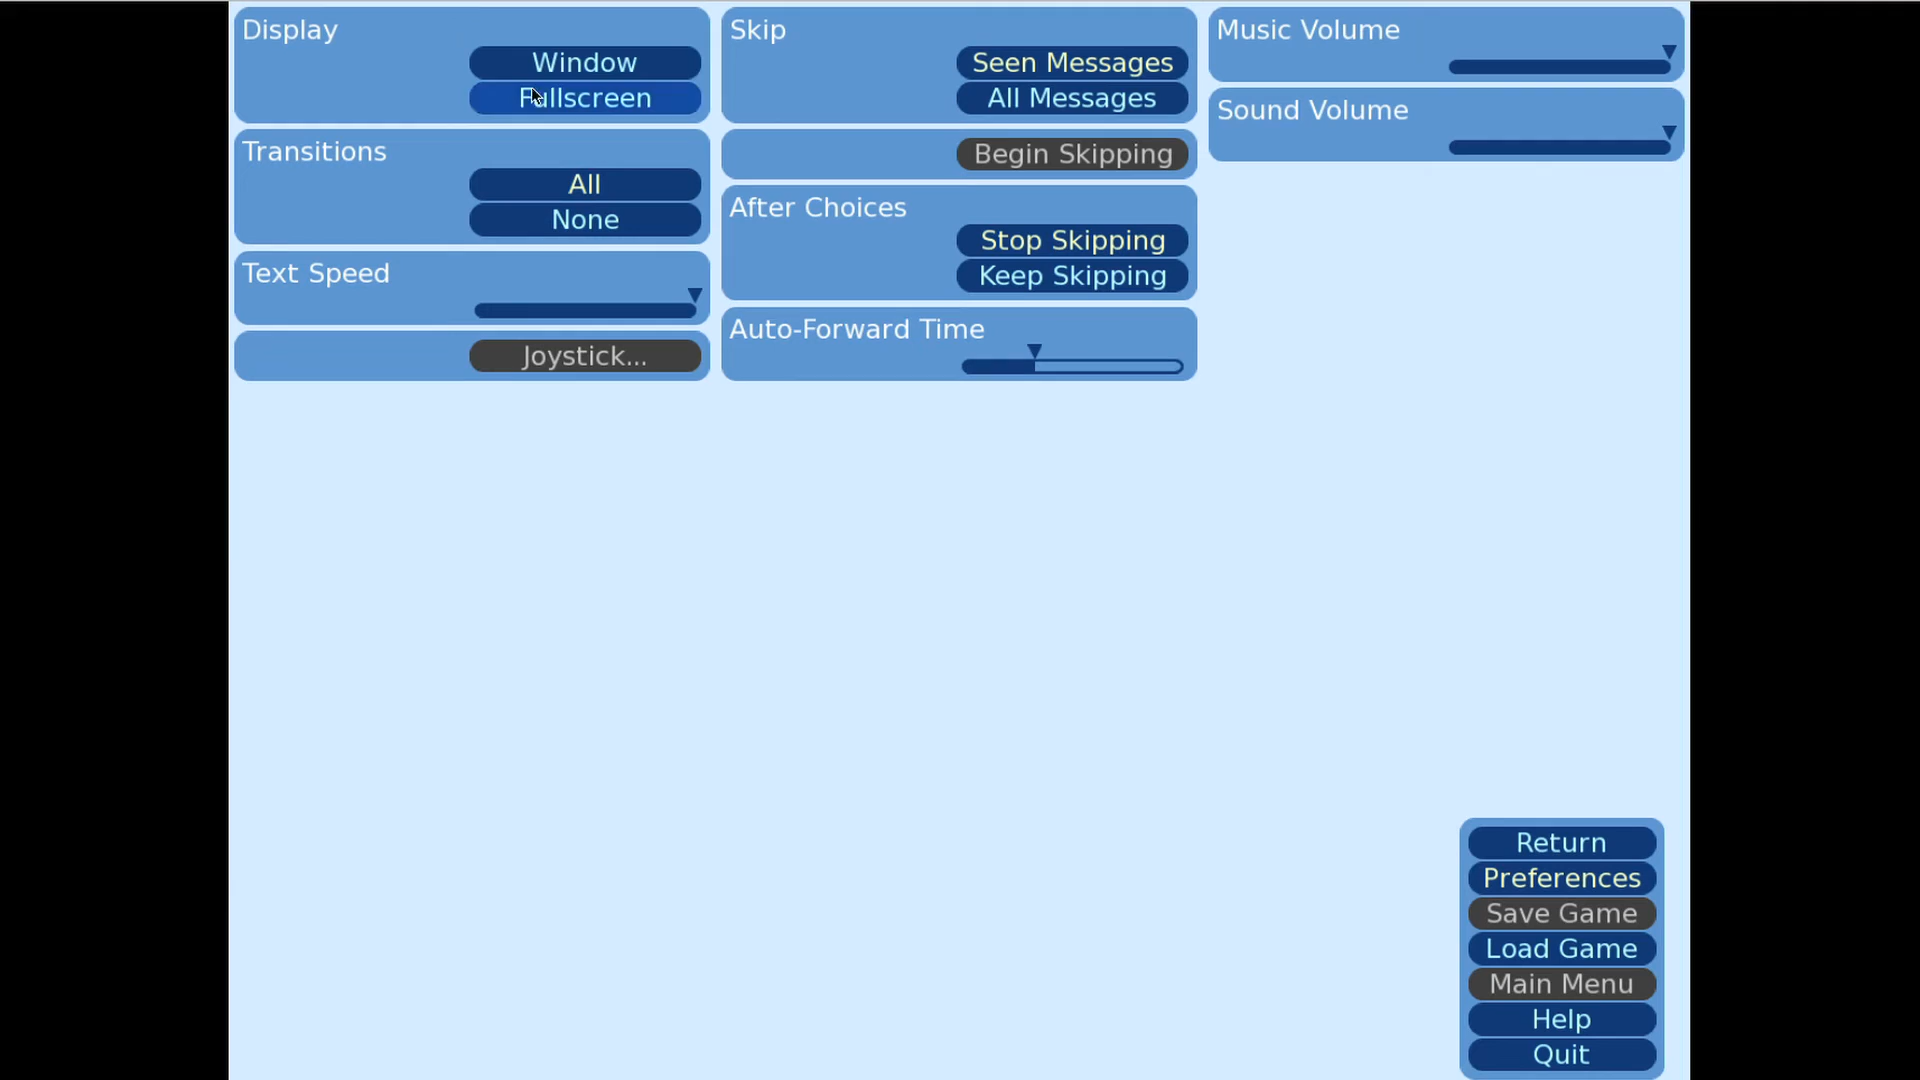 Display
Window
Fullscreen
Transitions
All
None
Text Speed
Joystick...
Skip
Seen Messages
All Messages
Begin Skipping
After Choices
Stop Skipping
Keep Skipping
Auto-Forward Time
Music Volume
Sound Volume
Return
Preferences
Save Game
Load Game
Main Menu
Help
Quit